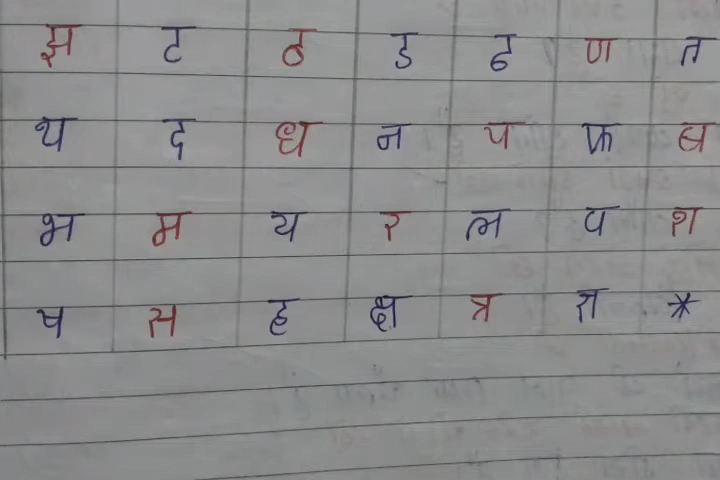 झ ट ठ ड ढ ण त
थ द ध न प फ ब
भ म य र ल व श
ष स ह क्ष त्र ज्ञ *